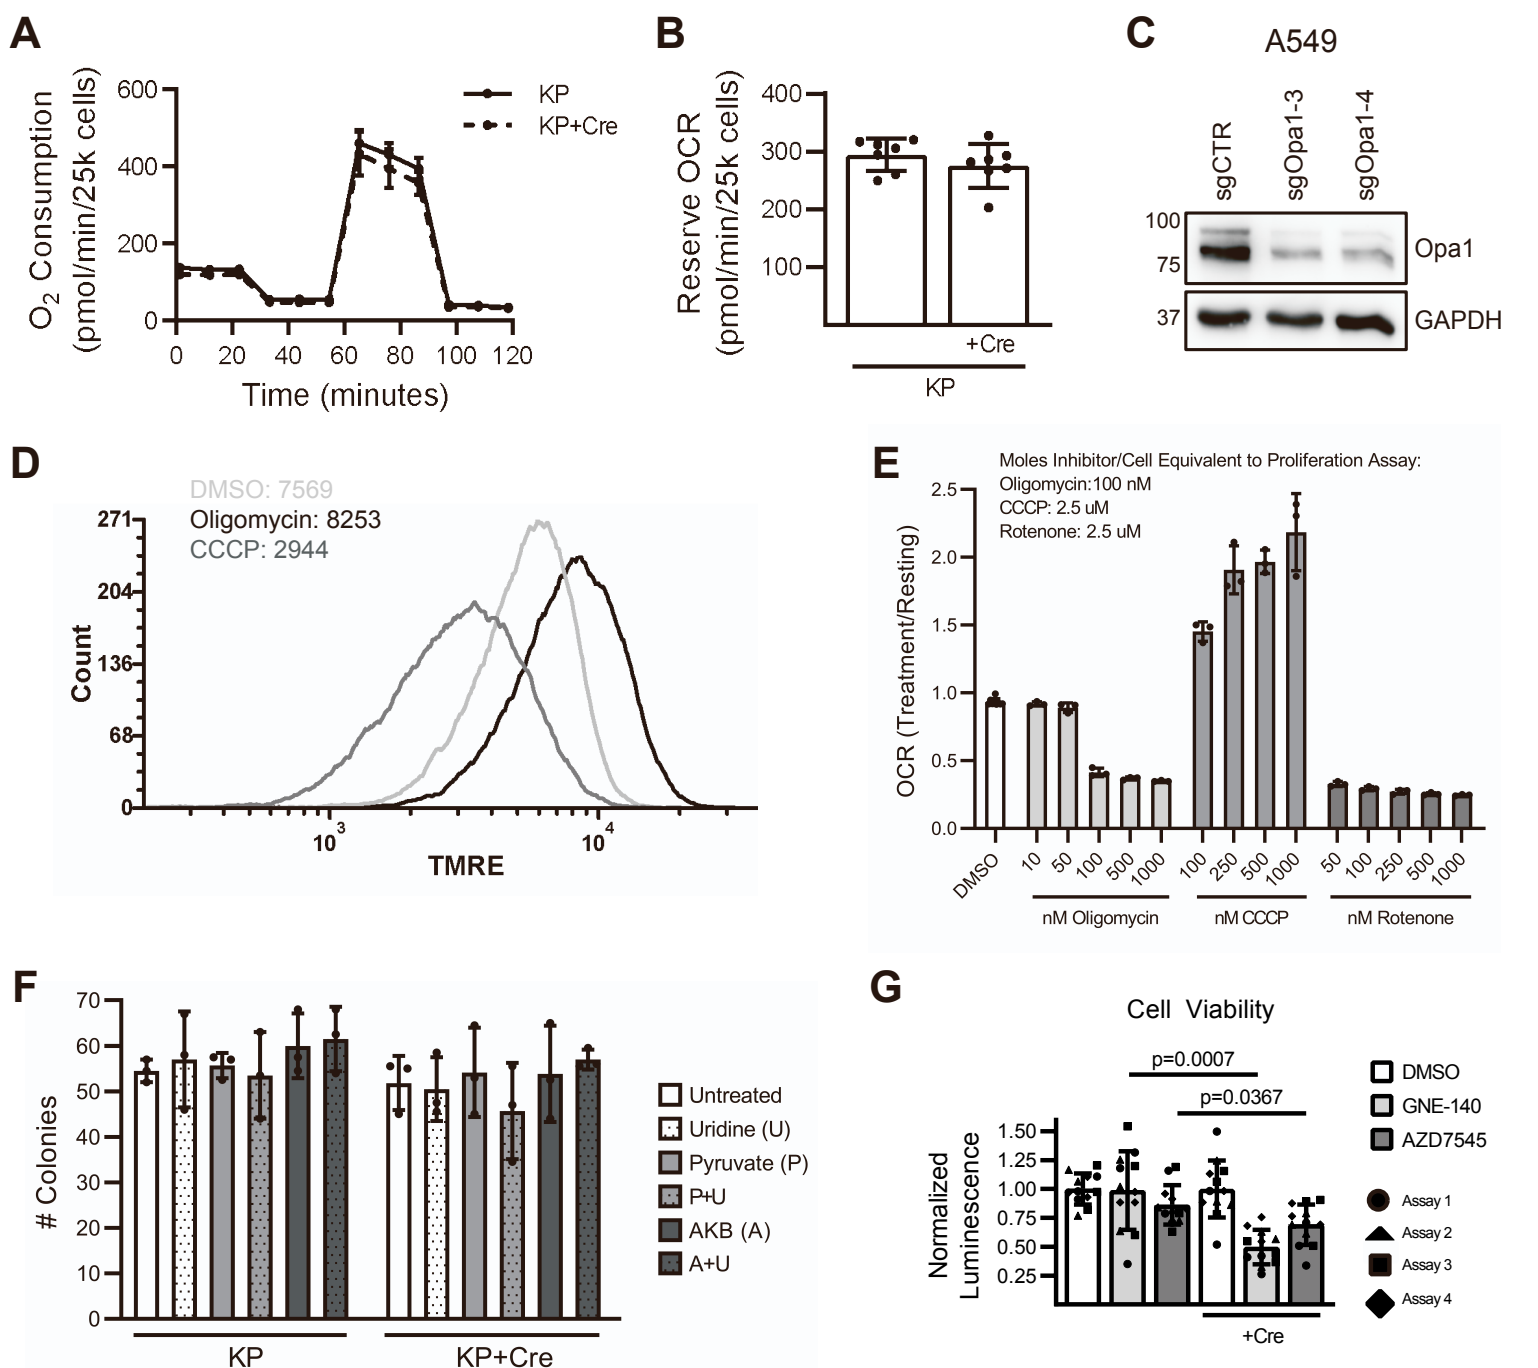 A
O2 Consumption
(pmol/min/25k cells)
600
400
200
0
0 20 40 60 80 100 120
Time (minutes)
KP
KP+Cre
B
Reserve OCR
(pmol/min/25k cells)
400
300
200
100
+Cre
KP
C
A549
sgCTR
sgOpa1-3
sgOpa1-4
100
75
Opa1
37
GAPDH
D
DMSO: 7569
Oligomycin: 8253
CCCP: 2944
Count
271
204
136
68
0
10^3 10^4
TMRE
E
Moles Inhibitor/Cell Equivalent to Proliferation Assay:
Oligomycin:100 nM
CCCP: 2.5 uM
Rotenone: 2.5 uM
OCR (Treatment/Resting)
2.5
2.0
1.5
1.0
0.5
0.0
DMSO 10 50 100 500 1000 100 250 500 1000 50 100 250 500 1000
nM Oligomycin nM CCCP nM Rotenone
F
# Colonies
70
60
50
40
30
20
10
0
KP KP+Cre
Untreated
Uridine (U)
Pyruvate (P)
P+U
AKB (A)
A+U
G
Cell Viability
p=0.0007
p=0.0367
Normalized
Luminescence
1.50
1.25
1.00
0.75
0.50
0.25
+Cre
DMSO
GNE-140
AZD7545
Assay 1
Assay 2
Assay 3
Assay 4